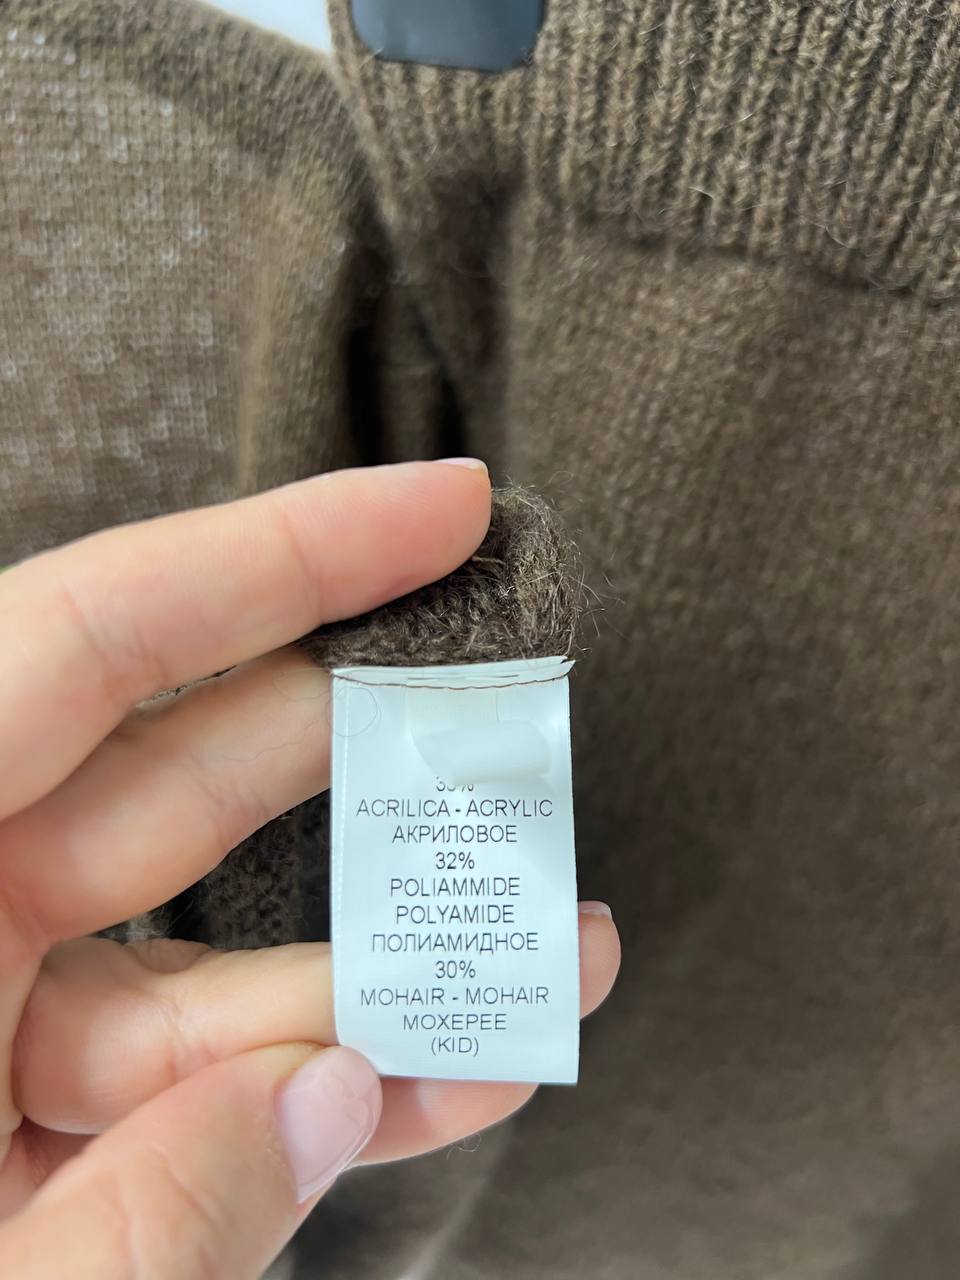 ACRILICA - ACRYLIC
АКРИЛОВОЕ
32%
POLIAMMIDE
POLYAMIDE
ПОЛИАМИДНОЕ
30%
MOHAIR - MOHAIR
МОХЕРЕЕ
(KID)